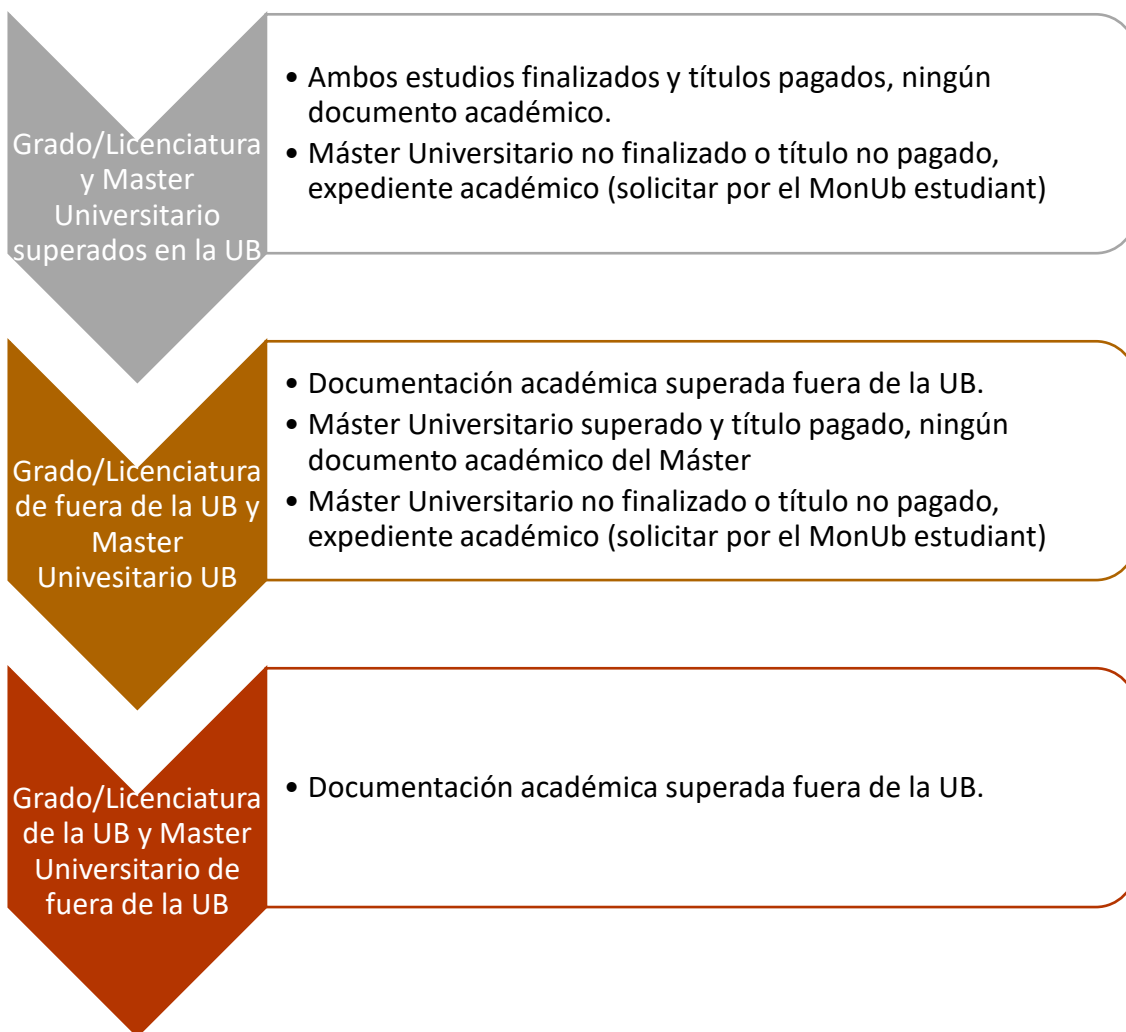 Grado/Licenciatura
y Master
Universitario
superados en la UB
• Ambos estudios finalizados y títulos pagados, ningún
documento académico.
• Máster Universitario no finalizado o título no pagado,
expediente académico (solicitar por el MonUb estudiant)
Grado/Licenciatura
de fuera de la UB y
Master
Univesitario UB
• Documentación académica superada fuera de la UB.
• Máster Universitario superado y título pagado, ningún
documento académico del Máster
• Máster Universitario no finalizado o título no pagado,
expediente académico (solicitar por el MonUb estudiant)
Grado/Licenciatura
de la UB y Master
Universitario de
fuera de la UB
• Documentación académica superada fuera de la UB.